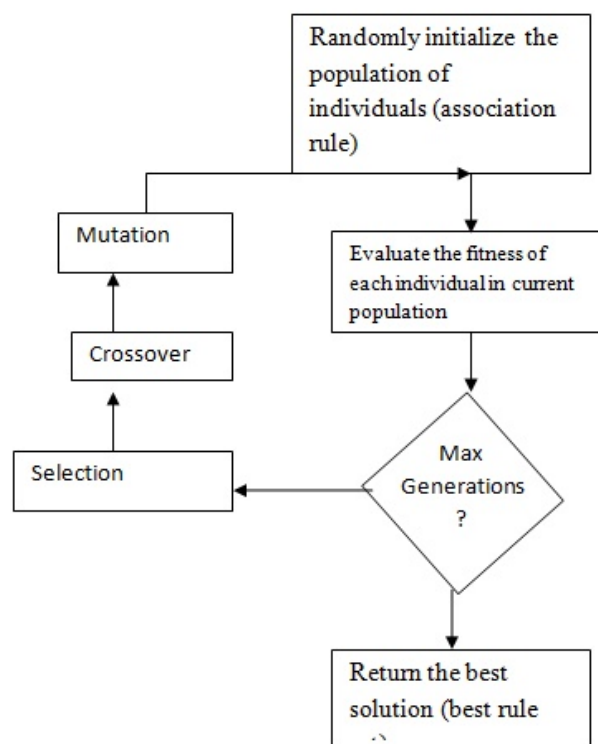 Randomly initialize the
population of
individuals (association
rule)
Mutation
Evaluate the fitness of
each individual in current
population
Crossover
Max
Generations
?
Selection
Return the best
solution (best rule